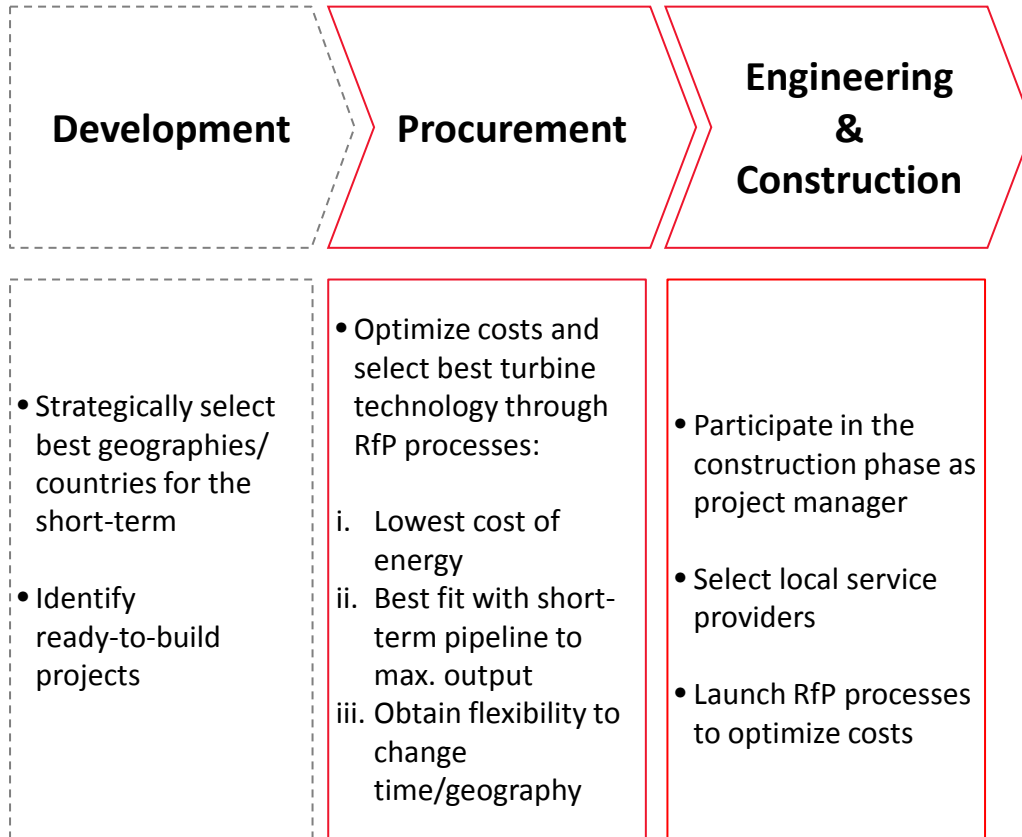 Development
Procurement
Engineering
&
Construction
• Strategically select
best geographies/
countries for the
short-term
• Identify
ready-to-build
projects
• Optimize costs and
select best turbine
technology through
RfP processes:
i. Lowest cost of
energy
ii. Best fit with short-
term pipeline to
max. output
iii. Obtain flexibility to
change
time/geography
• Participate in the
construction phase as
project manager
• Select local service
providers
• Launch RfP processes
to optimize costs